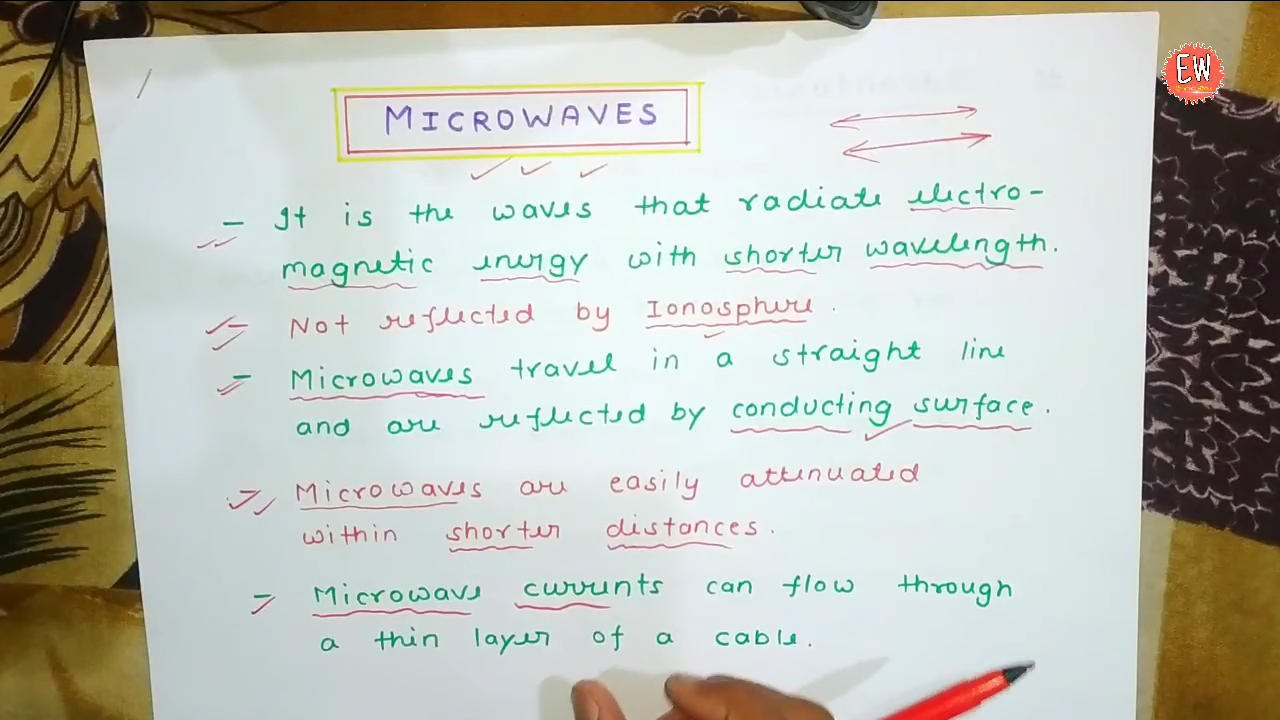 MICROWAVES
EW
- It is the waves that radiate electro-
magnetic energy with shorter wavelength.
- Not reflected by Ionosphere.
- Microwaves travel in a straight line
and are reflected by conducting surface.
- Microwaves are easily attenuated
within shorter distances.
- Microwave currents can flow through
a thin layer of a cable.